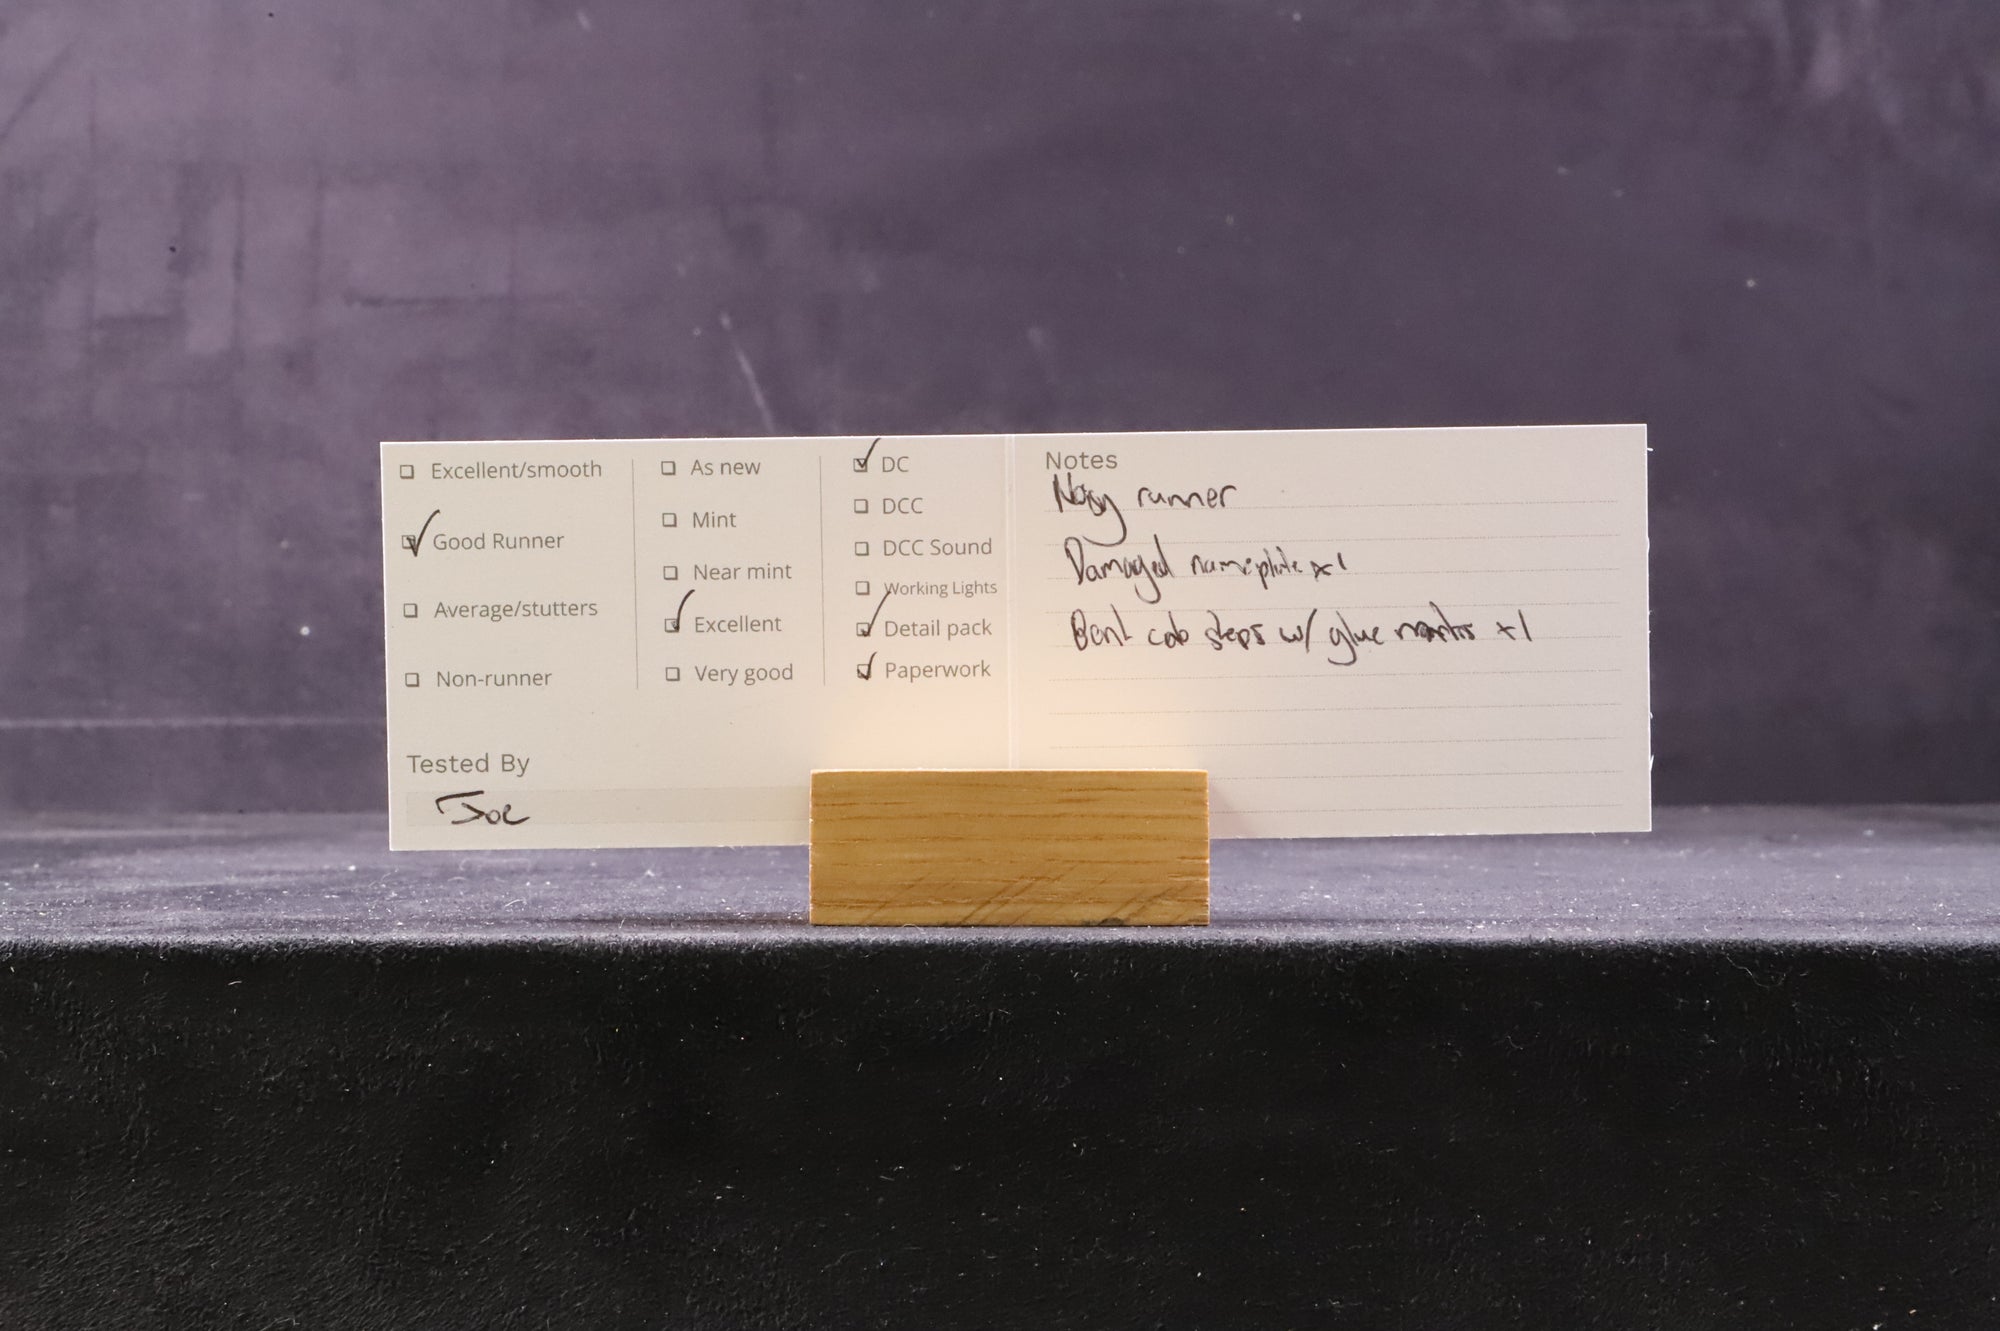 Excellent/smooth
Good Runner
Average/stutters
Non-runner
As new
Mint
Near mint
Excellent
Very good
DC
DCC
DCC Sound
Working Lights
Detail pack
Paperwork
Tested By
Joe
Notes
Noisy runner
Damaged nameplate x1
Bent cab steps w/ glue marks x1